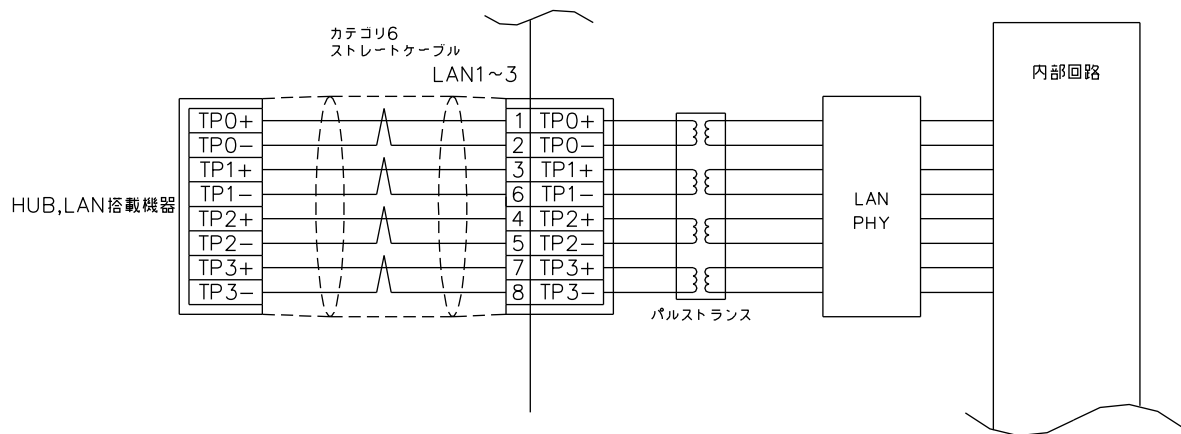 カテゴリ6
ストレートケーブル
LAN1~3
内部回路
HUB,LAN搭載機器
TP0+ 1 TP0+
TP0- 2 TP0-
TP1+ 3 TP1+
TP1- 6 TP1-
TP2+ 4 TP2+
TP2- 5 TP2-
TP3+ 7 TP3+
TP3- 8 TP3-
パルストランス
LAN
PHY